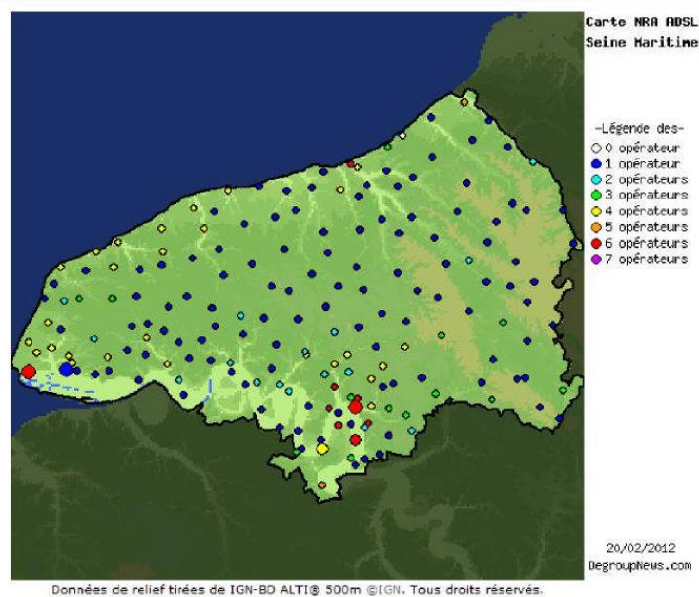 Carte NRA ADSL
Seine Maritime
-Légende des-
0 opérateur
1 opérateur
2 opérateurs
3 opérateurs
4 opérateurs
5 opérateurs
6 opérateurs
7 opérateurs
20/02/2012
DegroupNews.com
Données de relief tirées de IGN-BD ALTI® 500m @IGN. Tous droits réservés.